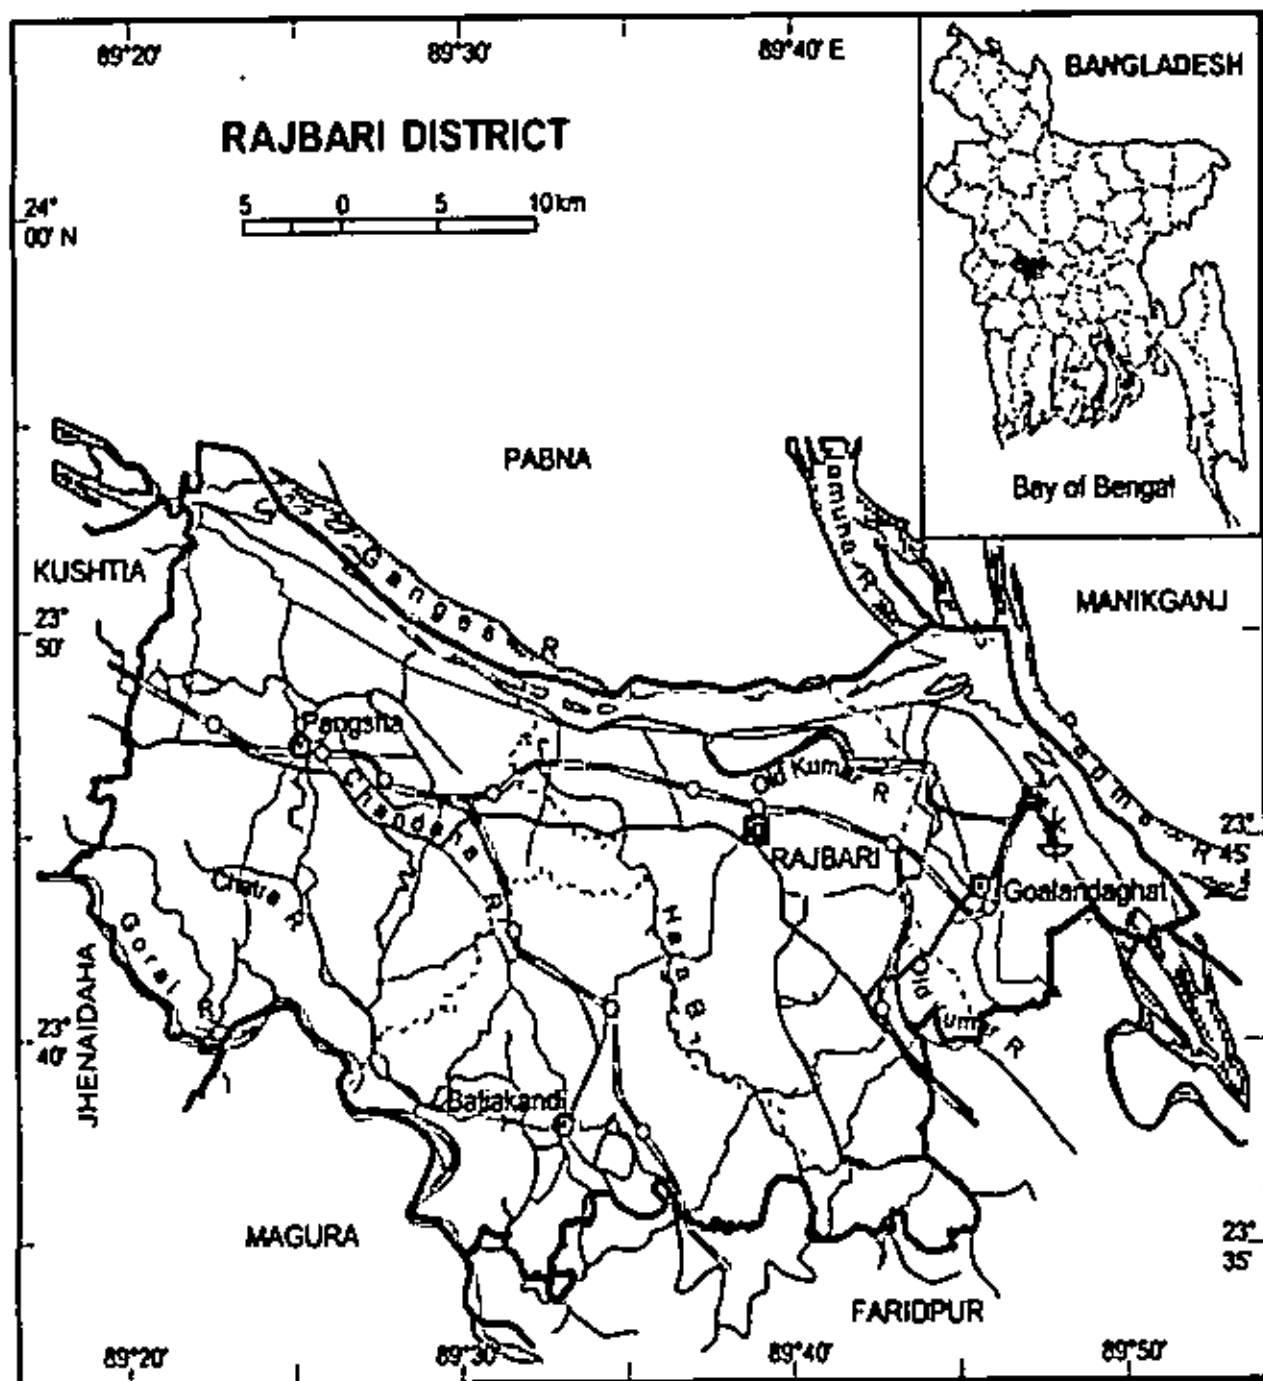 89°20'
89°30'
89°40' E
BANGLADESH
RAJBARI DISTRICT
5 0 5 10km
24°
00' N
Bay of Bengal
PABNA
Jamuna R
KUSHTIA
Ganges R
MANIKGANJ
23°
50'
Pangsha
Old Kumar R
Padma R
Chandana R
23°
45'
RAJBARI
Goalandaghat
Chatra R
Gorai R
Hara B
Old Kumar R
JHENAIDAHA
23°
40'
Baliakandi
MAGURA
23°
35'
FARIDPUR
89°20'
89°30'
89°40'
89°50'